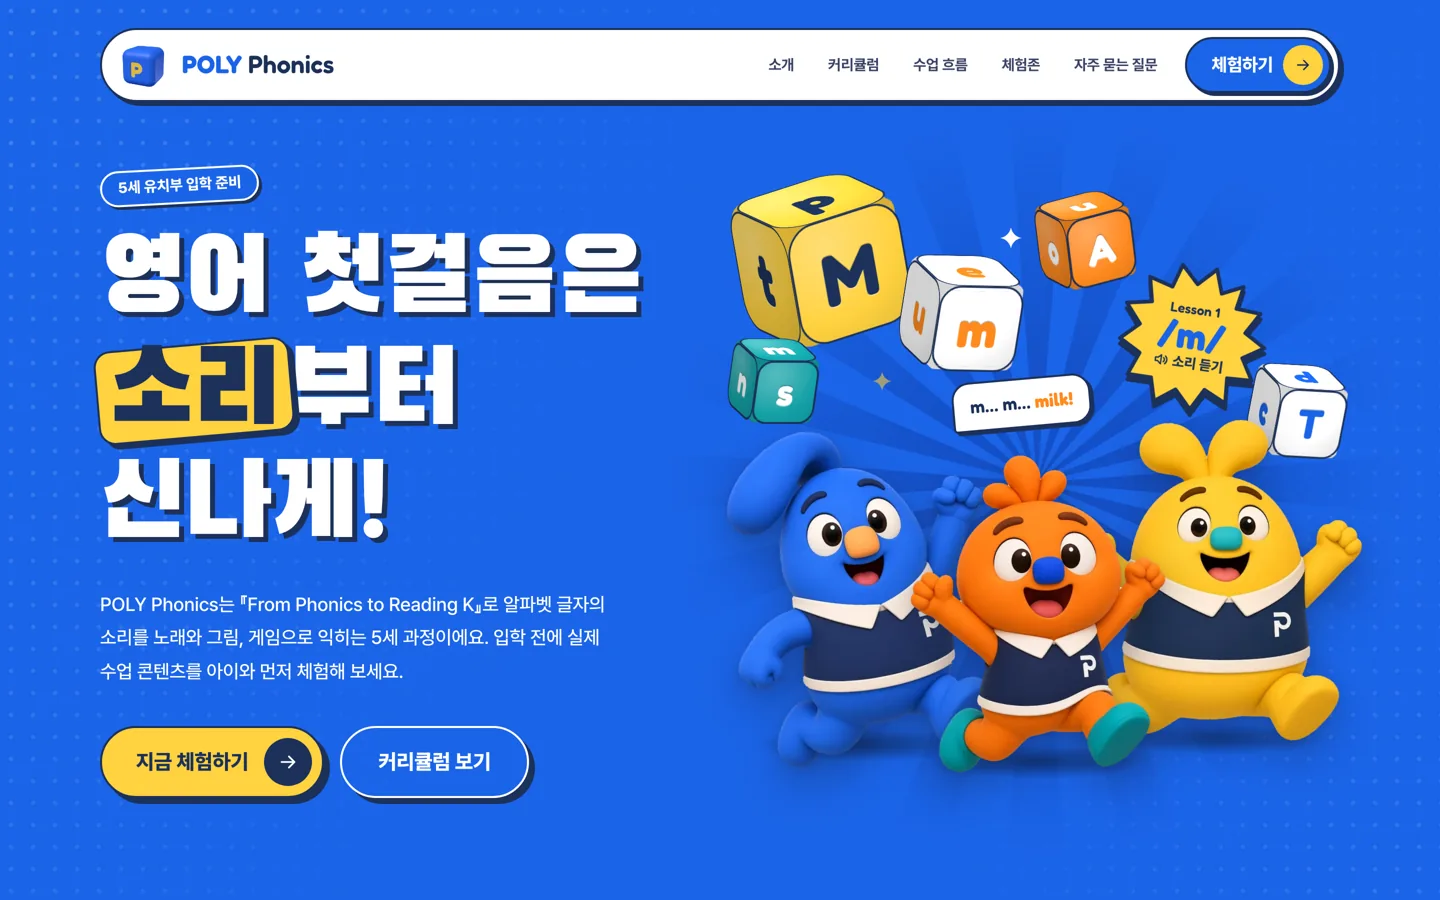 POLY Phonics
소개
커리큘럼
수업 흐름
체험존
자주 묻는 질문
체험하기
5세 유치부 입학 준비
영어 첫걸음은
소리부터
신나게!
POLY Phonics는 『From Phonics to Reading K』로 알파벳 글자의
소리를 노래와 그림, 게임으로 익히는 5세 과정이에요. 입학 전에 실제
수업 콘텐츠를 아이와 먼저 체험해 보세요.
지금 체험하기
커리큘럼 보기
P
t M
e
u m
u
o A
m
n s
Lesson 1
/m/
소리 듣기
m... m... milk!
d
c T
P
P
P